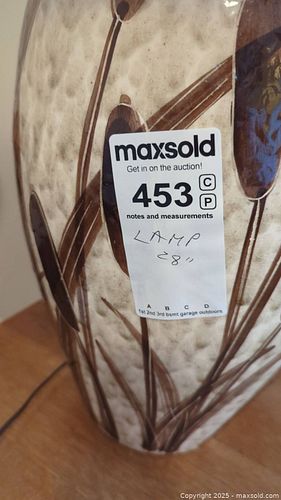 maxsold
Get in on the auction!
453 C
P
notes and measurements
LAMP
28"
A B C D
1st 2nd 3rd bsmt garage outdoors
Copyright 2025 - maxsold.com